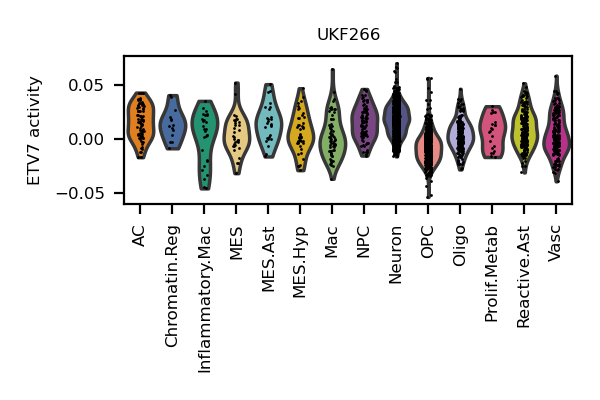 UKF266
ETV7 activity
0.05
0.00
−0.05
AC
Chromatin.Reg
Inflammatory.Mac
MES
MES.Ast
MES.Hyp
Mac
NPC
Neuron
OPC
Oligo
Prolif.Metab
Reactive.Ast
Vasc